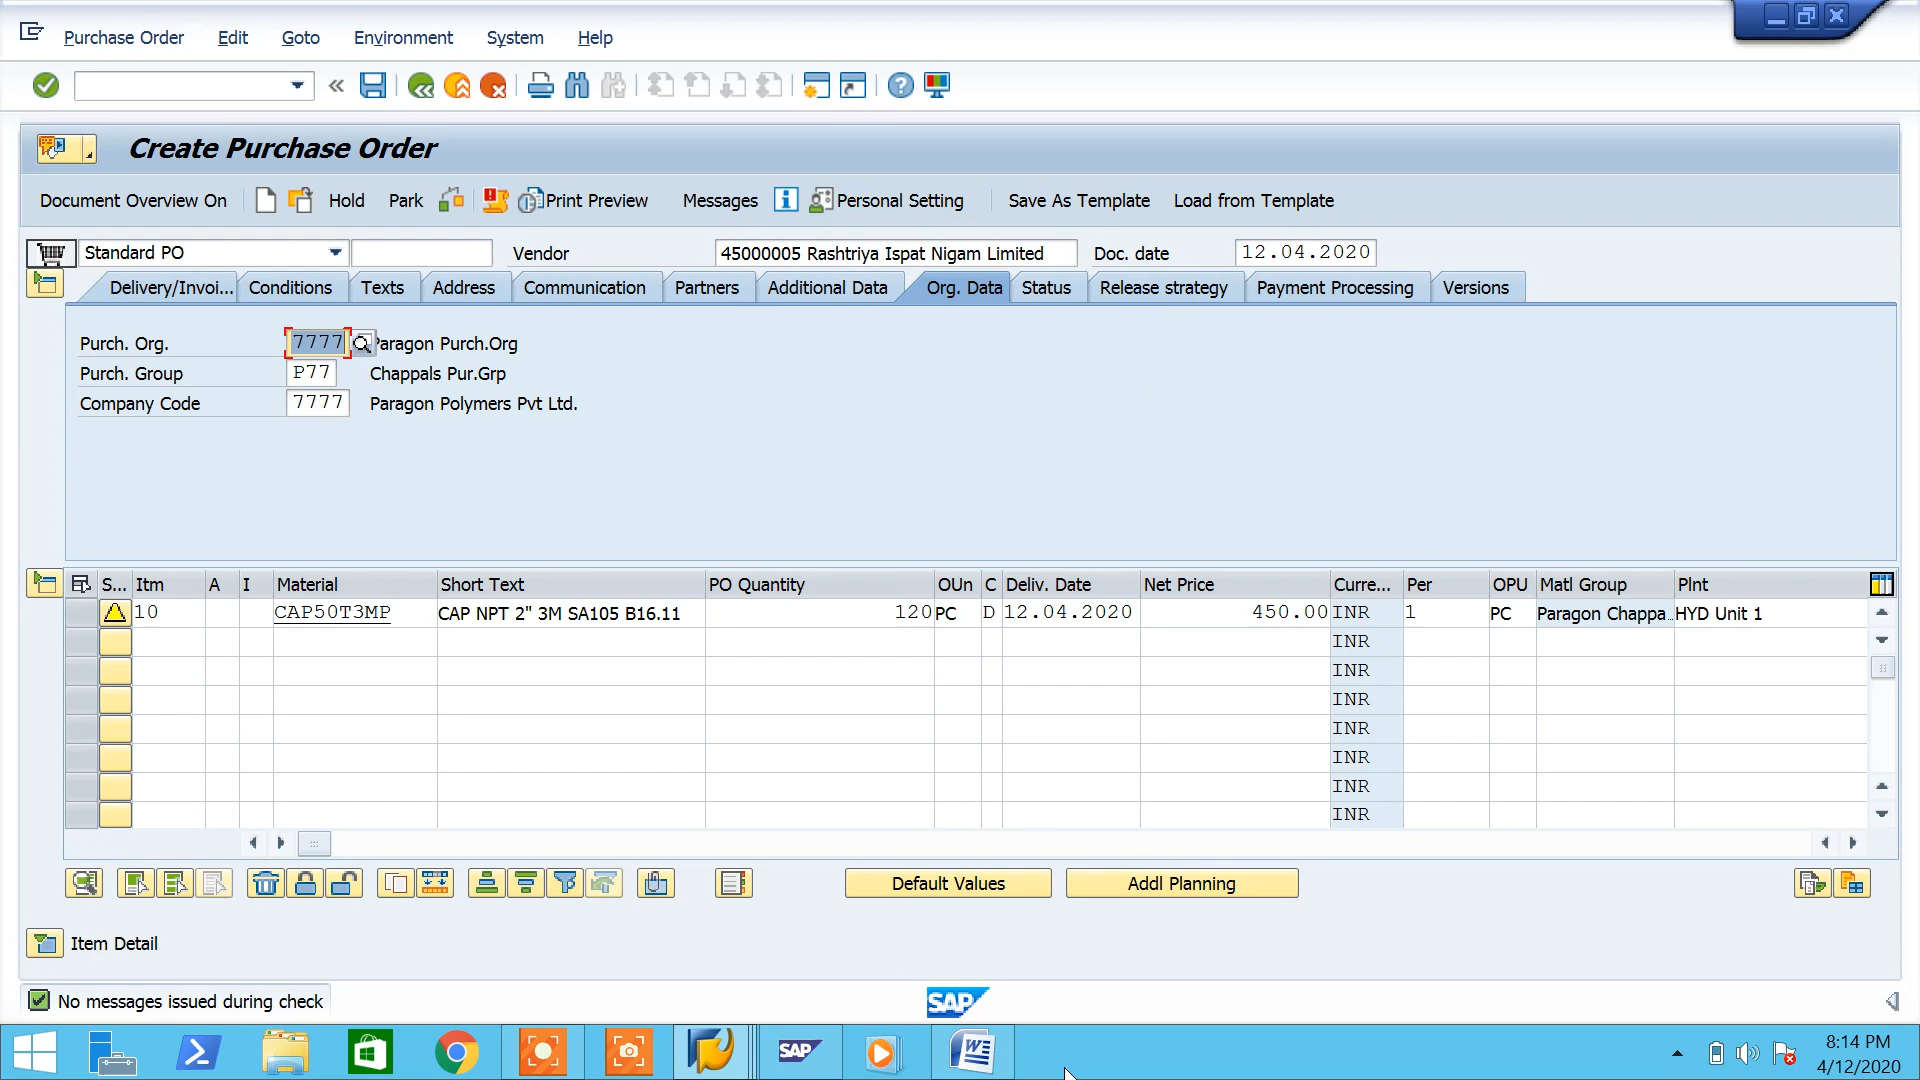 Purchase Order Edit Goto Environment System Help
Create Purchase Order
Document Overview On Hold Park Print Preview Messages Personal Setting Save As Template Load from Template
Standard PO Vendor 45000005 Rashtriya Ispat Nigam Limited Doc. date 12.04.2020
Delivery/Invoi... Conditions Texts Address Communication Partners Additional Data Org. Data Status Release strategy Payment Processing Versions
Purch. Org. 7777 Paragon Purch.Org
Purch. Group P77 Chappals Pur.Grp
Company Code 7777 Paragon Polymers Pvt Ltd.
S... Itm A I Material Short Text PO Quantity OUn C Deliv. Date Net Price Curre... Per OPU Matl Group Plnt
10 CAP50T3MP CAP NPT 2" 3M SA105 B16.11 120 PC D 12.04.2020 450.00 INR 1 PC Paragon Chappa... HYD Unit 1
INR
INR
INR
INR
INR
INR
INR
Default Values Addl Planning
Item Detail
No messages issued during check
SAP
SAP
8:14 PM
4/12/2020